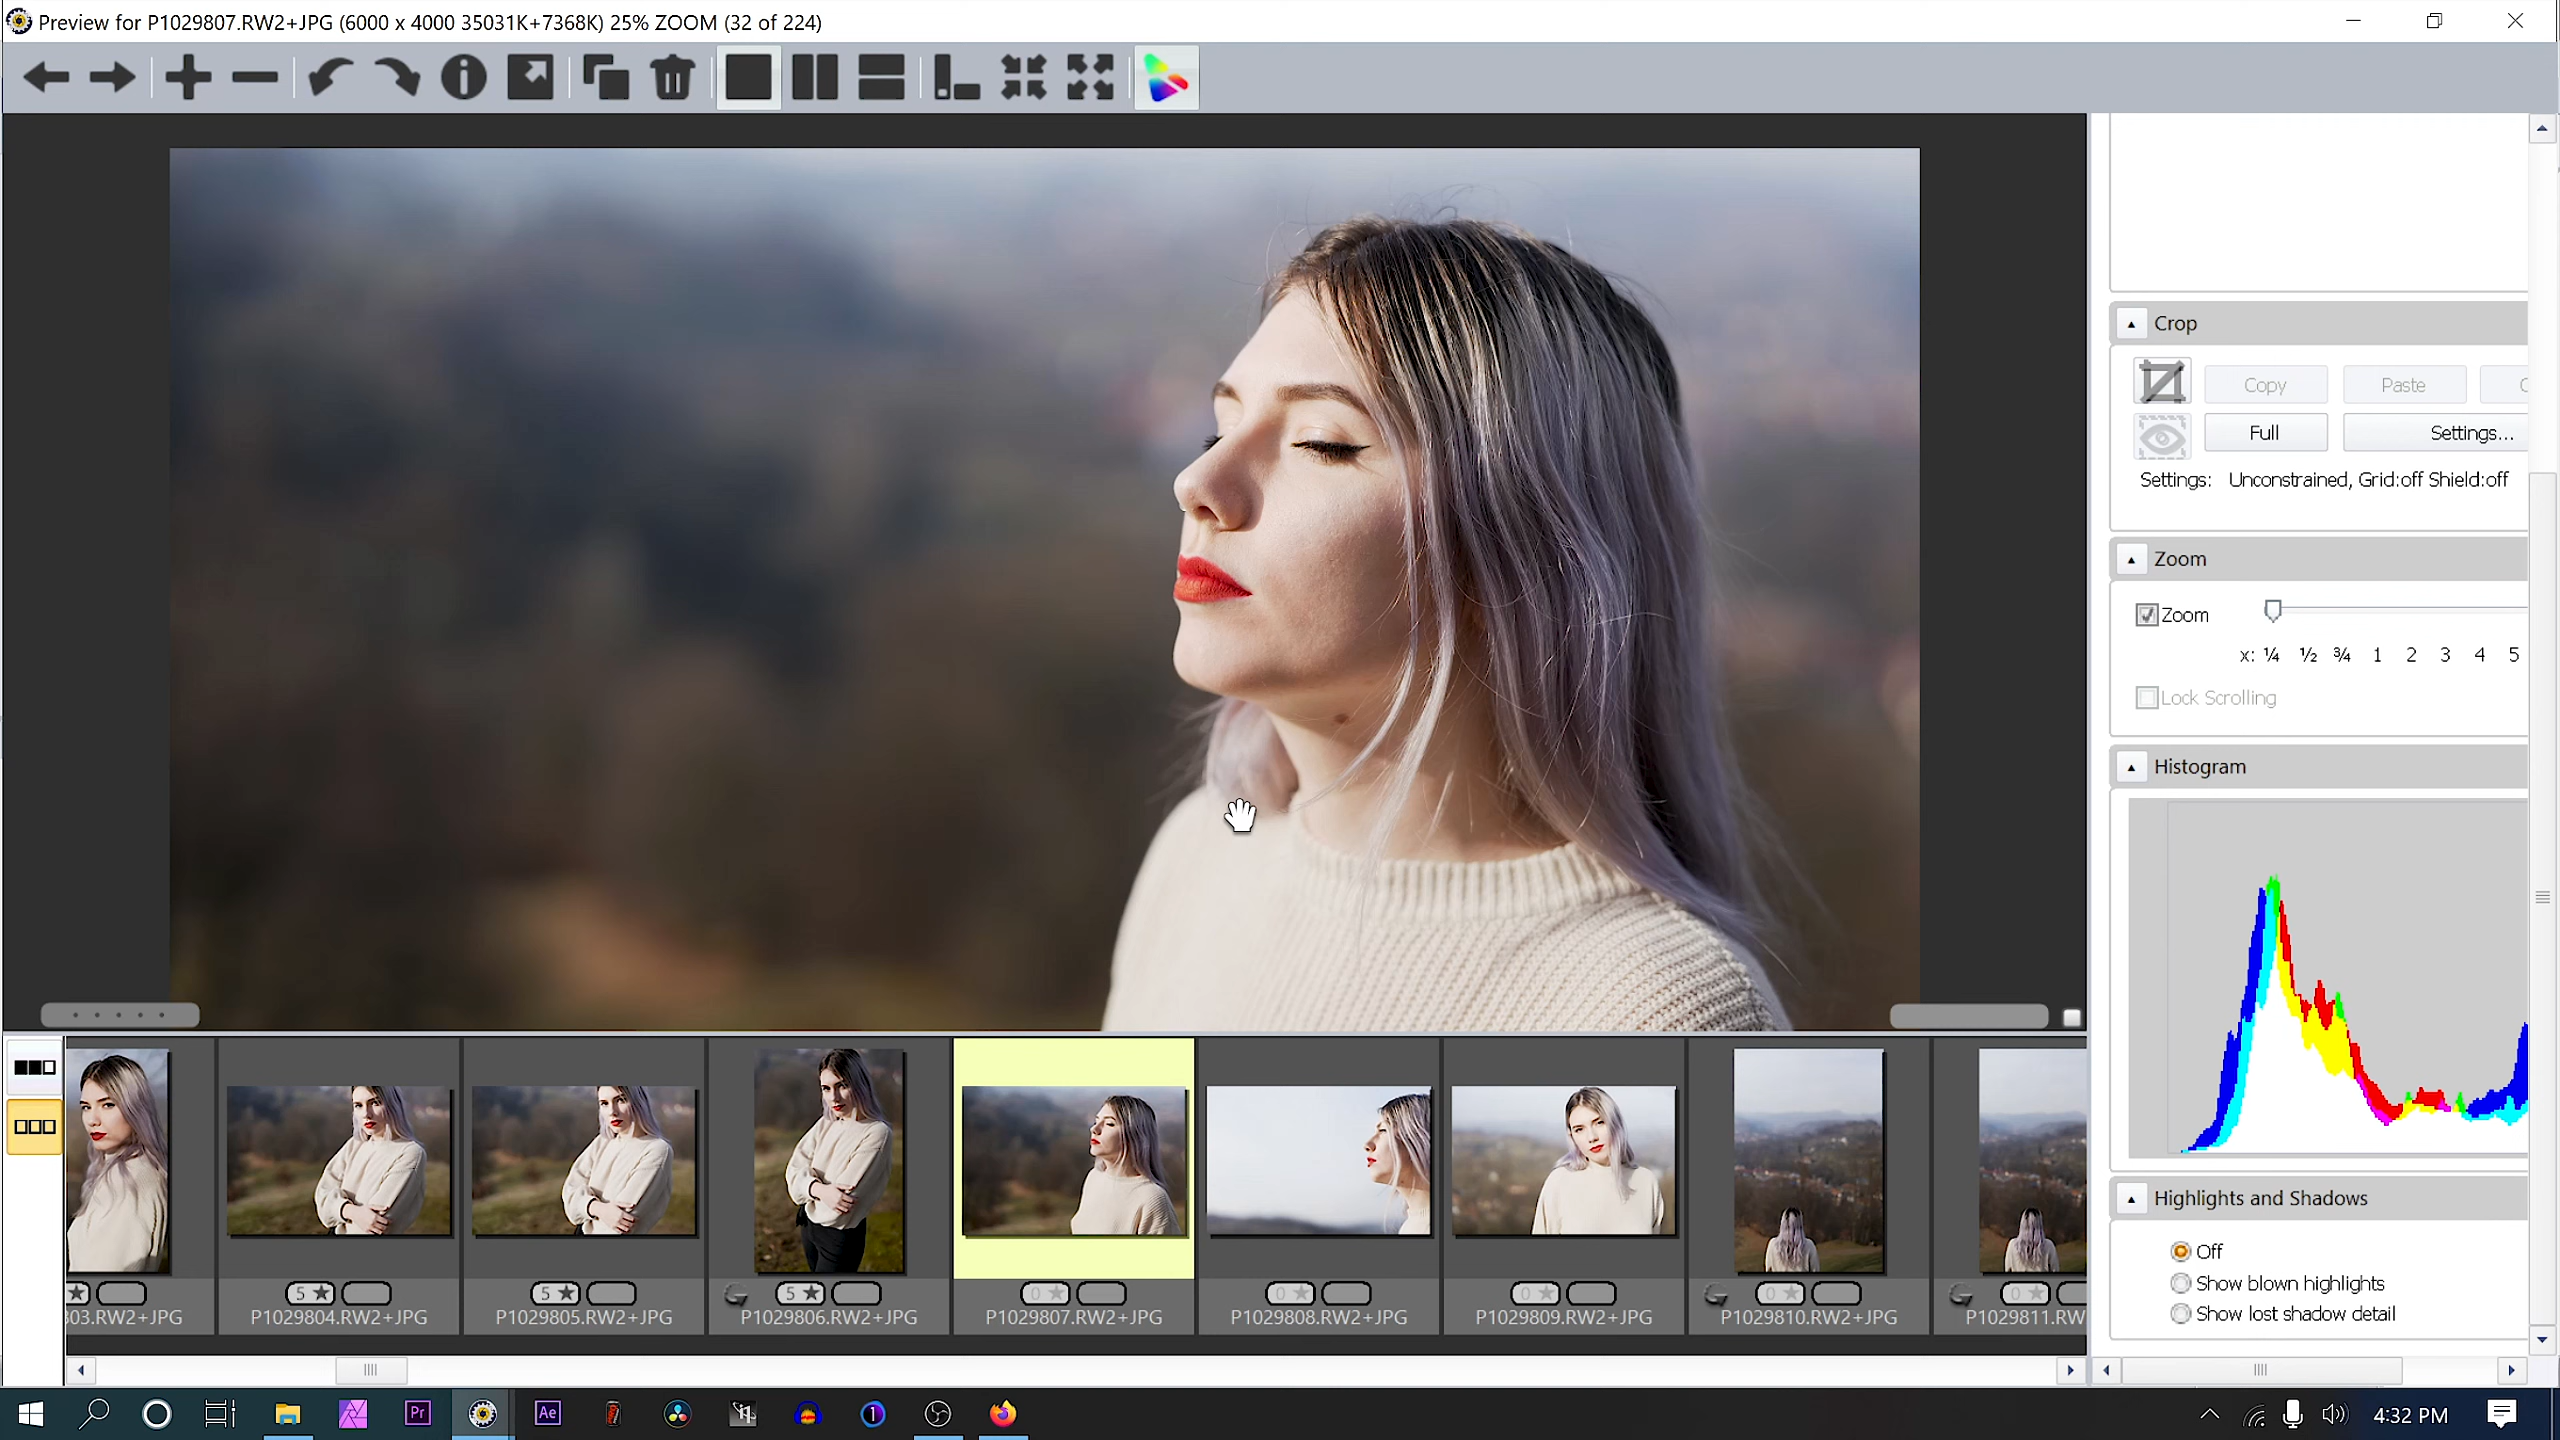 Preview for P1029807.RW2+JPG (6000 x 4000 35031K+7368K) 25% ZOOM (32 of 224)
Crop
Copy Paste C
Full Settings...
Settings: Unconstrained, Grid:off Shield:off
Zoom
Zoom
x: ¼ ½ ¾ 1 2 3 4 5
Lock Scrolling
Histogram
Highlights and Shadows
Off
Show blown highlights
Show lost shadow detail
5 ★ 5 ★ 5 ★ 0 ★ 0 ★ 0 ★ 0 ★ 0 ★
03.RW2+JPG P1029804.RW2+JPG P1029805.RW2+JPG P1029806.RW2+JPG P1029807.RW2+JPG P1029808.RW2+JPG P1029809.RW2+JPG P1029810.RW2+JPG P1029811.RW
Pr Ae 1 4:32 PM